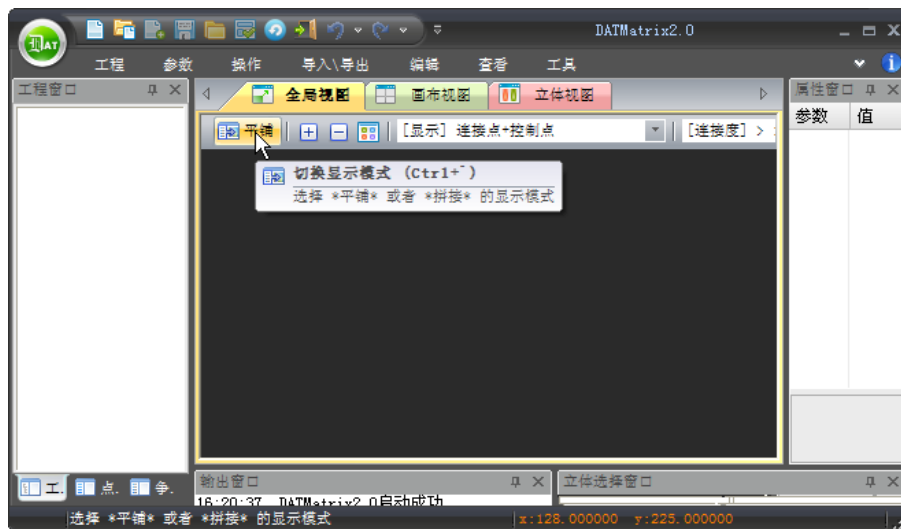 DAT
DATMatrix2.0
工程 参数 操作 导入\导出 编辑 查看 工具
工程窗口
全局视图 画布视图 立体视图
属性窗口
参数 值
平铺 [显示] 连接点+控制点 [连接度] >
切换显示模式 (Ctrl+`)
选择 *平铺* 或者 *拼接* 的显示模式
工. 点. 争.
输出窗口
立体选择窗口
16:20:37 DATMatrix2.0启动成功
选择 *平铺* 或者 *拼接* 的显示模式
x:128.000000 y:225.000000